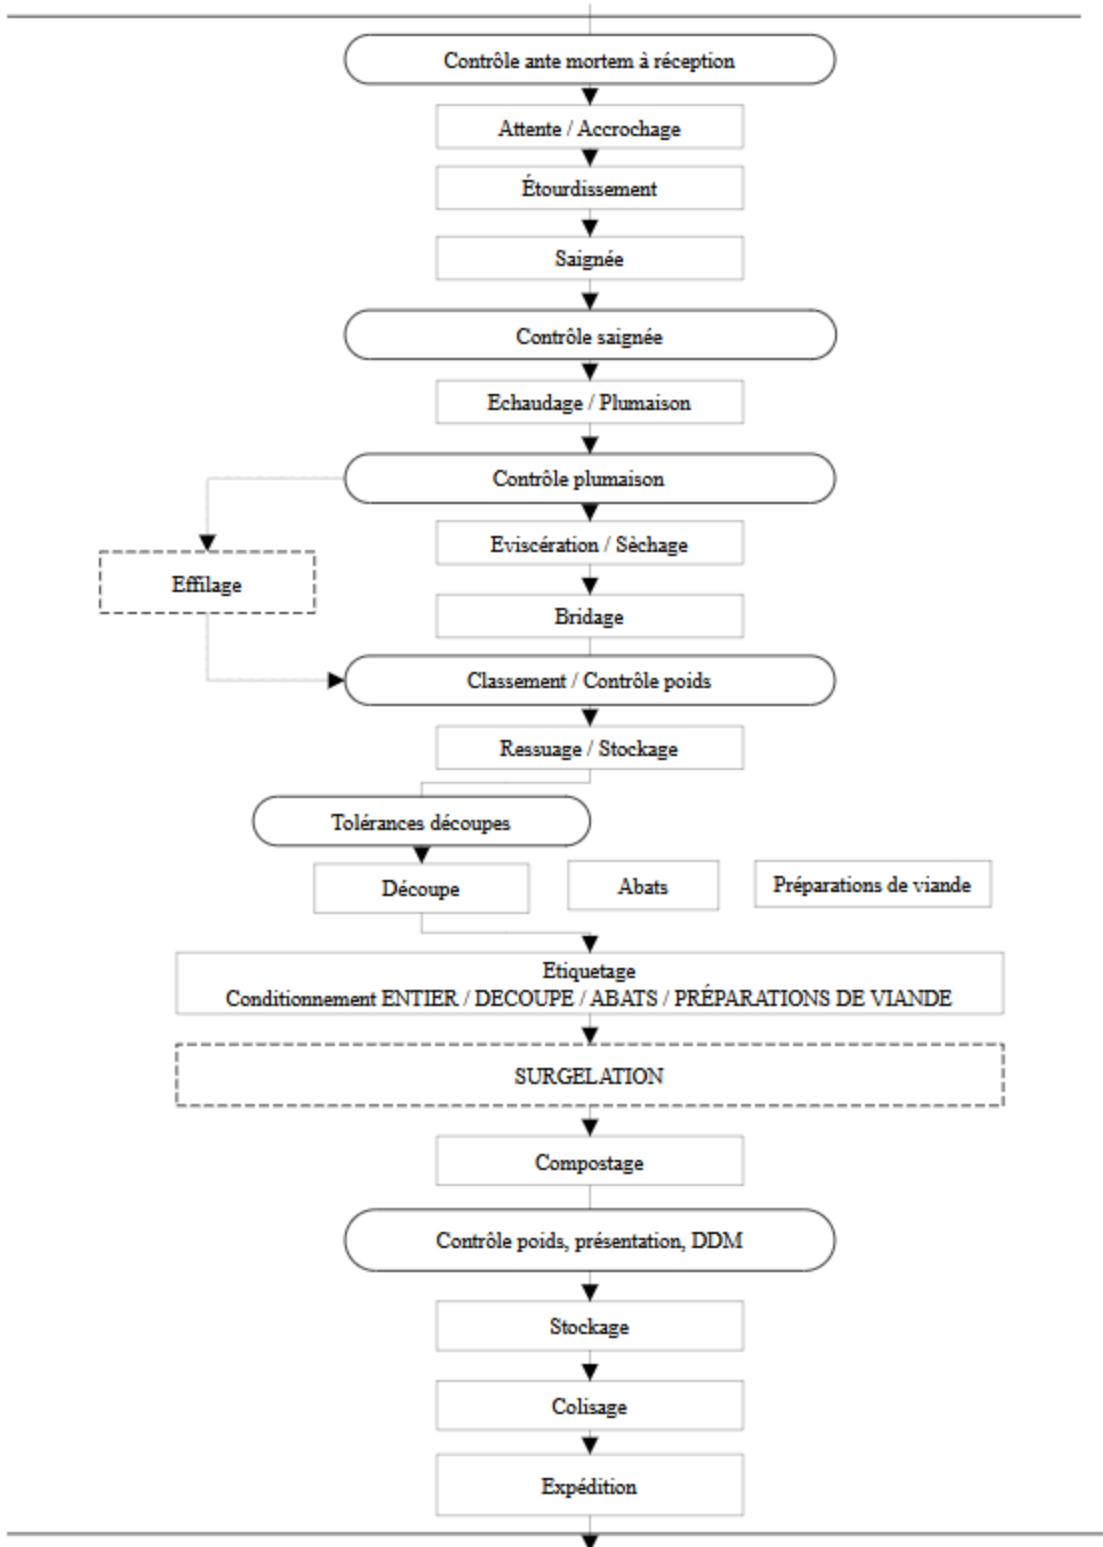 Contrôle ante mortem à réception
Attente / Accrochage
Étourdissement
Saignée
Contrôle saignée
Echaudage / Plumaison
Contrôle plumaison
Eviscération / Sèchage
Effilage
Bridage
Classement / Contrôle poids
Ressuage / Stockage
Tolérances découpes
Découpe
Abats
Préparations de viande
Etiquetage
Conditionnement ENTIER / DECOUPE / ABATS / PRÉPARATIONS DE VIANDE
SURGELATION
Compostage
Contrôle poids, présentation, DDM
Stockage
Colisage
Expédition